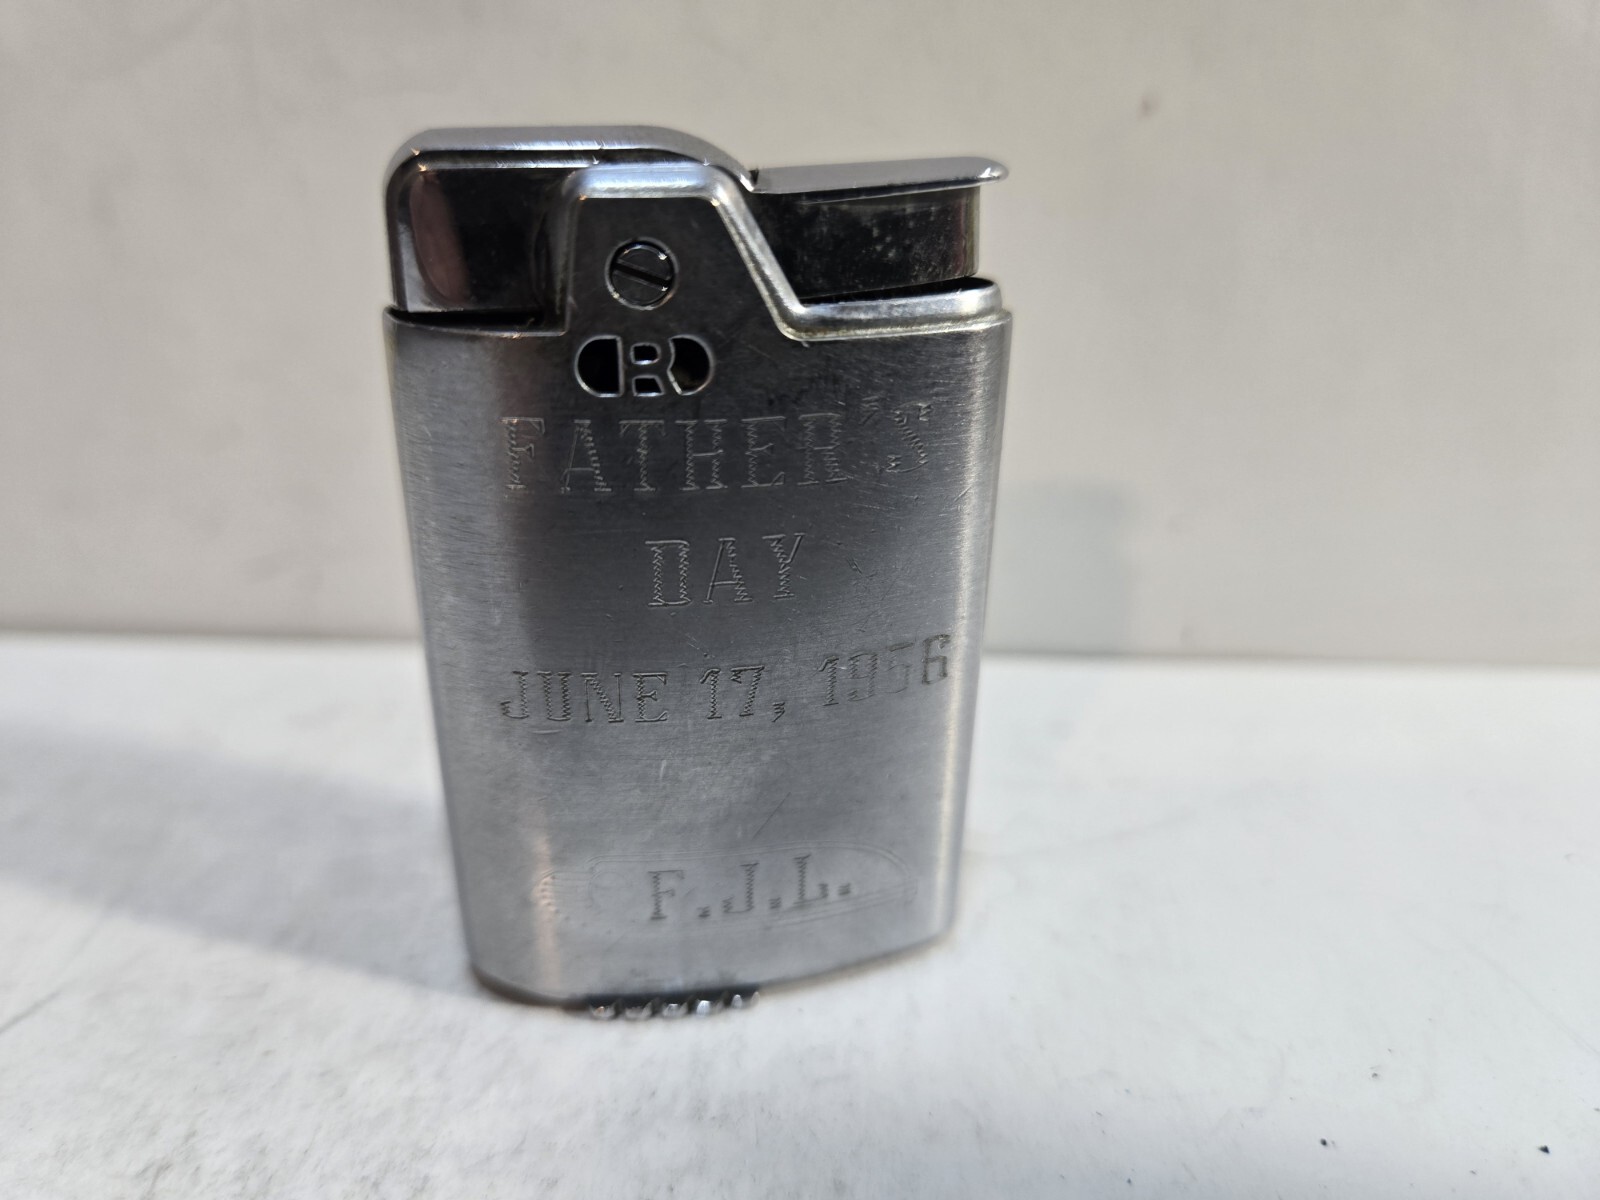 R
FATHER'S
DAY
JUNE 17, 1956
F.J.L.